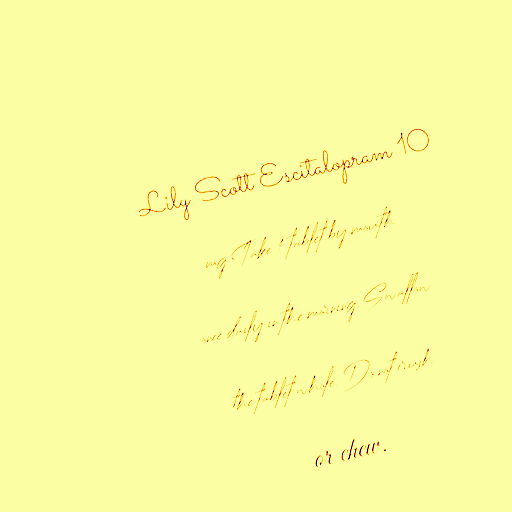 Lily Scott Escitalopram 10
mg Take 1 tablet by mouth
once daily in the morning. Swallow
the tablet whole. Do not crush
or chew.